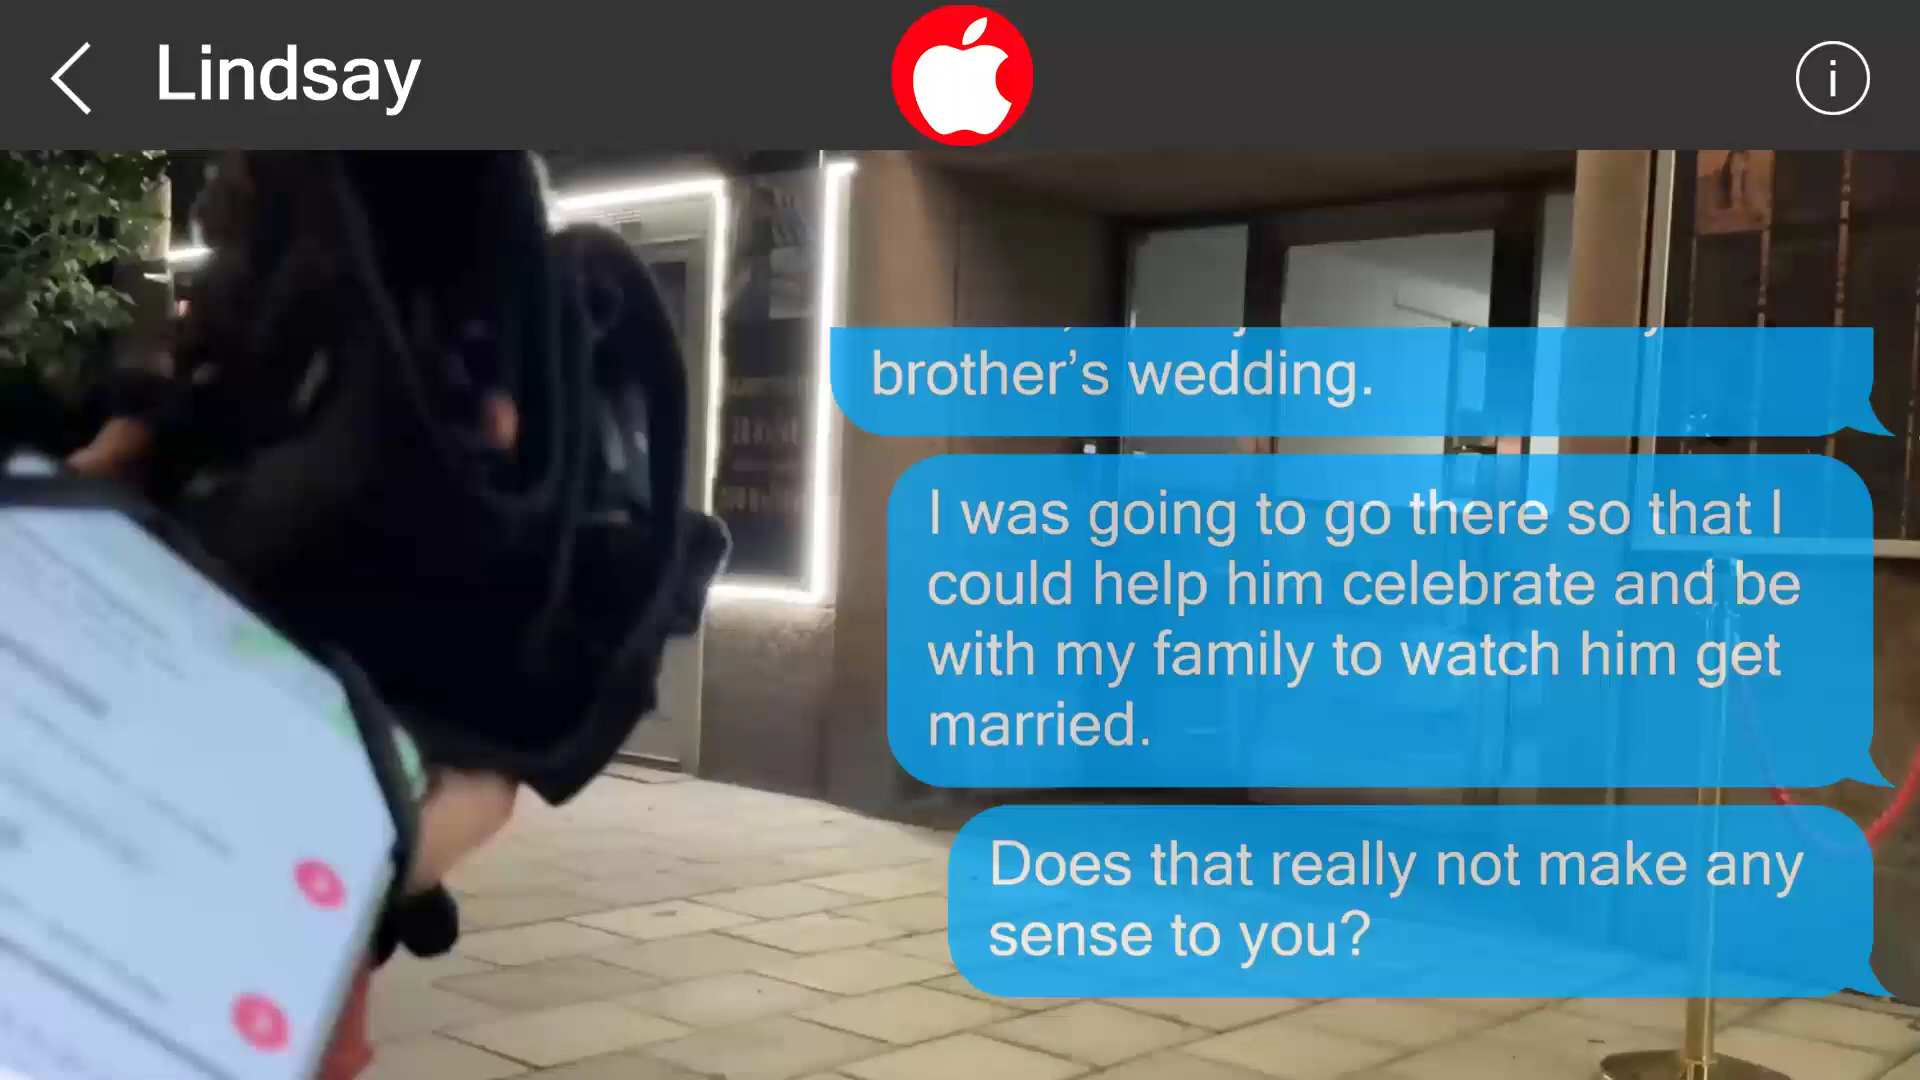 Lindsay
brother’s wedding.
I was going to go there so that I
could help him celebrate and be
with my family to watch him get
married.
Does that really not make any
sense to you?